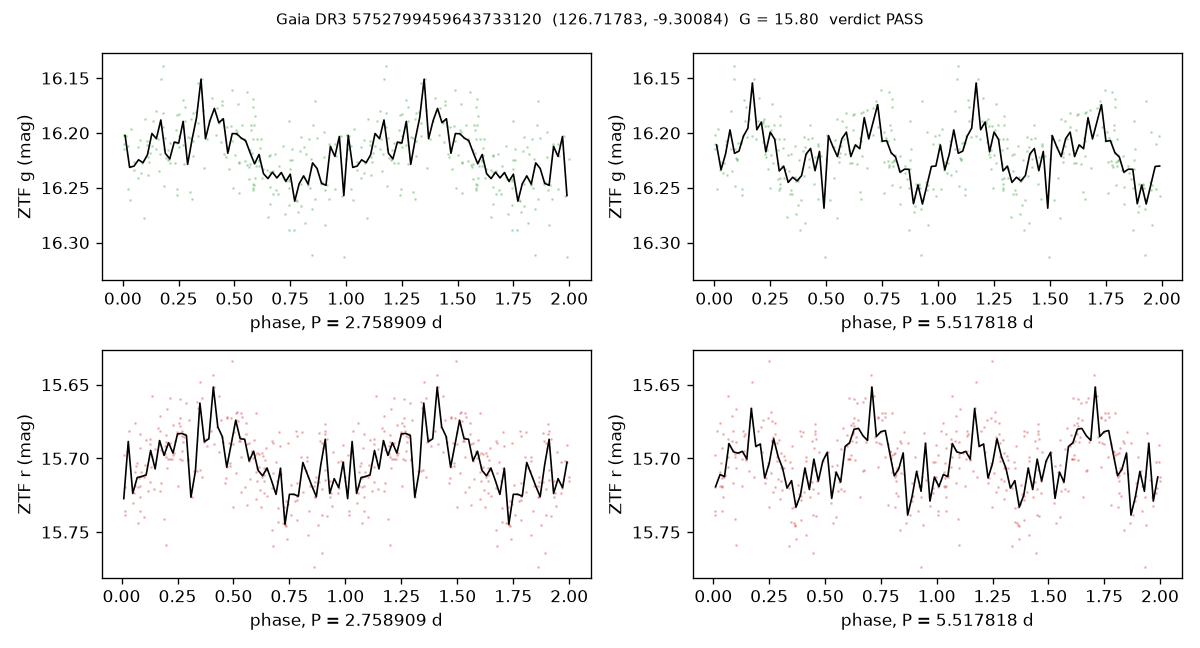 Gaia DR3 5752799459643733120  (126.71783, -9.30084)  G = 15.80  verdict PASS
ZTF g (mag)
16.15
16.20
16.25
16.30
0.00 0.25 0.50 0.75 1.00 1.25 1.50 1.75 2.00
phase, P = 2.758909 d
ZTF g (mag)
16.15
16.20
16.25
16.30
0.00 0.25 0.50 0.75 1.00 1.25 1.50 1.75 2.00
phase, P = 5.517818 d
ZTF r (mag)
15.65
15.70
15.75
0.00 0.25 0.50 0.75 1.00 1.25 1.50 1.75 2.00
phase, P = 2.758909 d
ZTF r (mag)
15.65
15.70
15.75
0.00 0.25 0.50 0.75 1.00 1.25 1.50 1.75 2.00
phase, P = 5.517818 d